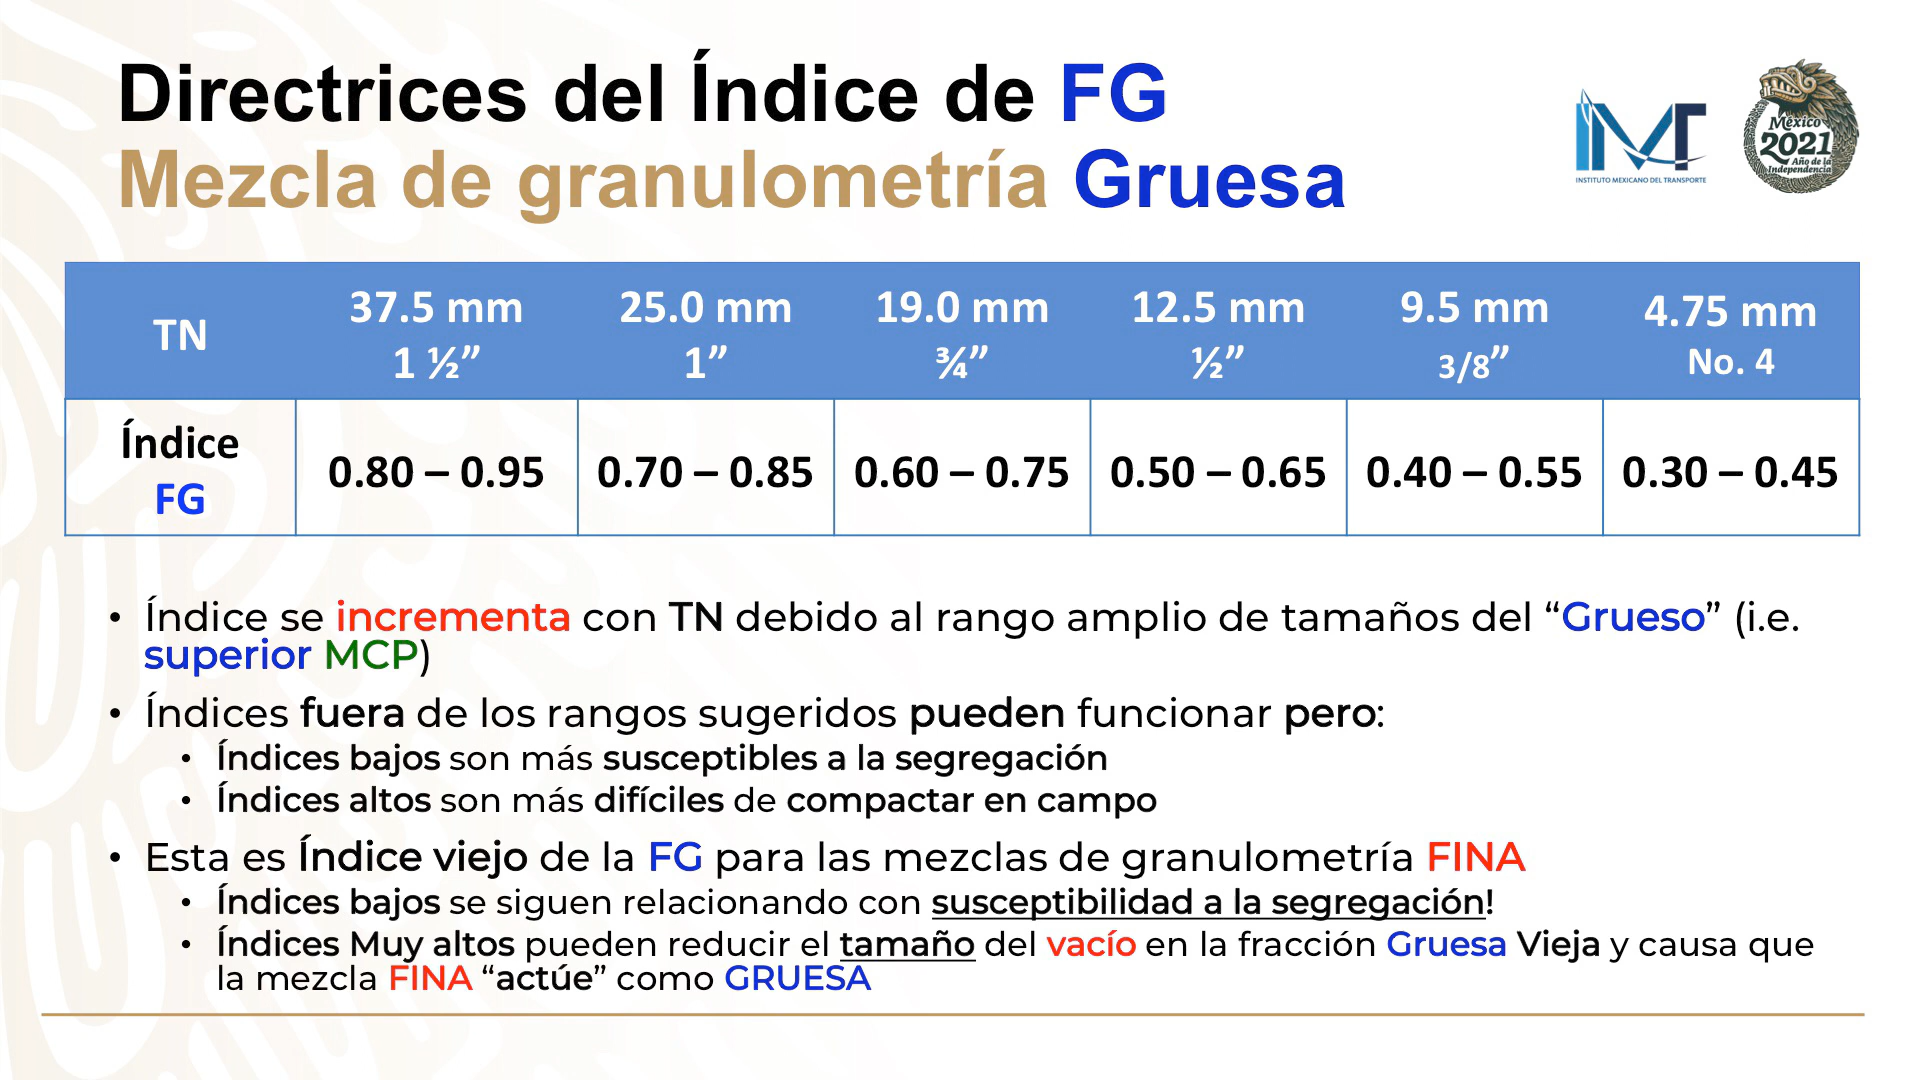 Directrices del Índice de FG
Mezcla de granulometría Gruesa
INSTITUTO MEXICANO DEL TRANSPORTE
México
2021
Año de la
Independencia
TN
37.5 mm
1 ½”
25.0 mm
1”
19.0 mm
¾”
12.5 mm
½”
9.5 mm
3/8”
4.75 mm
No. 4
Índice
FG
0.80 – 0.95
0.70 – 0.85
0.60 – 0.75
0.50 – 0.65
0.40 – 0.55
0.30 – 0.45
• Índice se incrementa con TN debido al rango amplio de tamaños del “Grueso” (i.e.
superior MCP)
• Índices fuera de los rangos sugeridos pueden funcionar pero:
• Índices bajos son más susceptibles a la segregación
• Índices altos son más difíciles de compactar en campo
• Esta es Índice viejo de la FG para las mezclas de granulometría FINA
• Índices bajos se siguen relacionando con susceptibilidad a la segregación!
• Índices Muy altos pueden reducir el tamaño del vacío en la fracción Gruesa Vieja y causa que
la mezcla FINA “actúe” como GRUESA